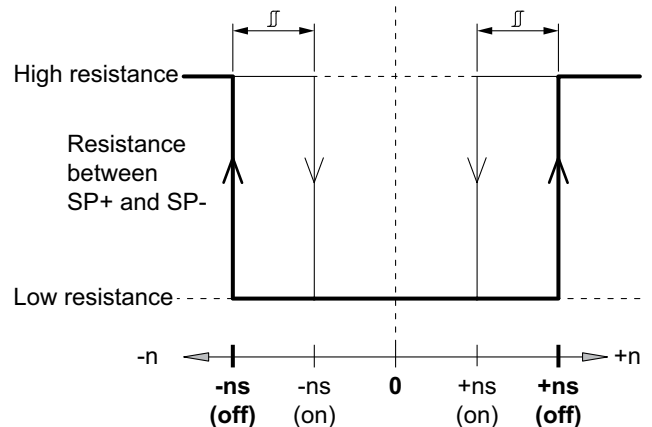 High resistance
Resistance
between
SP+ and SP-
Low resistance
-n
+n
-ns
(off)
-ns
(on)
0
+ns
(on)
+ns
(off)